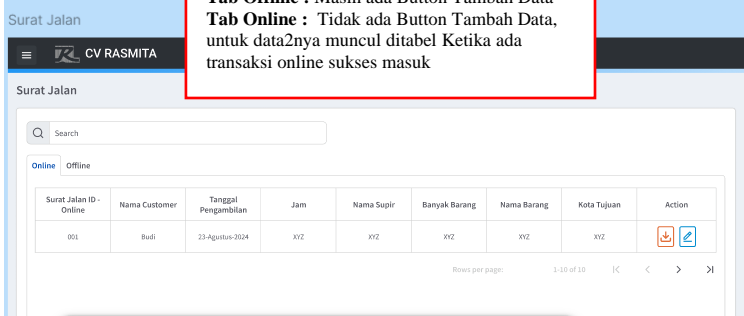 Tab Offline : Masih ada Button Tambah Data
Surat Jalan
Tab Online : Tidak ada Button Tambah Data,
untuk data2nya muncul ditabel Ketika ada
transaksi online sukses masuk
CV RASMITA
Surat Jalan
Search
Online Offline
Surat Jalan ID - Online Nama Customer Tanggal Pengambilan Jam Nama Supir Banyak Barang Nama Barang Kota Tujuan Action
001 Budi 23-Agustus-2024 XYZ XYZ XYZ XYZ XYZ
Rows per page: 1-10 of 10